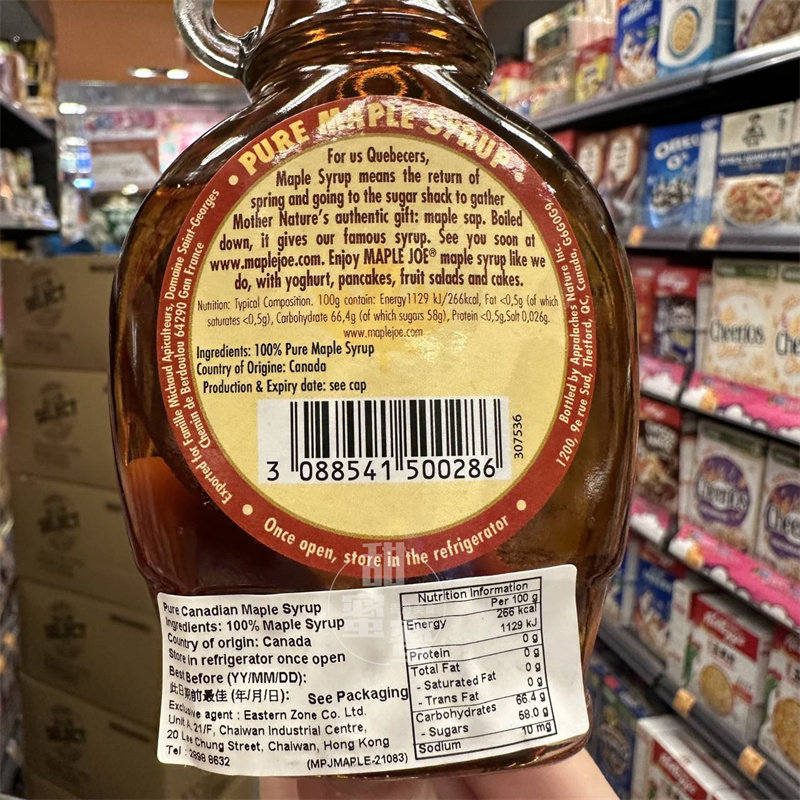 PURE MAPLE SYRUP
For us Quebecers,
Maple Syrup means the return of
spring and going to the sugar shack to gather
Mother Nature's authentic gift: maple sap. Boiled
down, it gives our famous syrup. See you soon at
www.maplejoe.com. Enjoy MAPLE JOE® maple syrup like we
do, with yoghurt, pancakes, fruit salads and cakes.
Nutrition: Typical Composition. 100g contain: Energy1129 kJ/266kcal, Fat <0,5g (of which
saturates <0,5g), Carbohydrate 66,4g (of which sugars 58g), Protein <0,5g,Salt 0,026g.
www.maplejoe.com
Ingredients: 100% Pure Maple Syrup
Country of Origine: Canada
Production & Expiry date: see cap
3 088541 500286
307536
Exported for Famille Michaud Apiculteurs, Domaine Saint-Georges
Chemin de Berdoulou 64290 Gan France
Bottled by Appalaches Nature Inc.
1200, 9e rue Sud, Thetford, QC, Canada, G6G0G9.
Once open, store in the refrigerator
Pure Canadian Maple Syrup
Ingredients: 100% Maple Syrup
Country of origin: Canada
Store in refrigerator once open
Best Before (YY/MM/DD):
此日期前最佳 (年/月/日): See Packaging
Exclusive agent : Eastern Zone Co. Ltd.
Unit A, 21/F, Chaiwan Industrial Centre,
20 Lee Chung Street, Chaiwan, Hong Kong
Tel : 2898 8632 (MPJMAPLE-21083)
Nutrition Information
Per 100 g
Energy 266 kcal
1129 kJ
Protein 0 g
Total Fat 0 g
- Saturated Fat 0 g
- Trans Fat 0 g
Carbohydrates 66.4 g
- Sugars 58.0 g
Sodium 10 mg
OREO
Cheerios
Cheerios
Kellogg's
SELECT